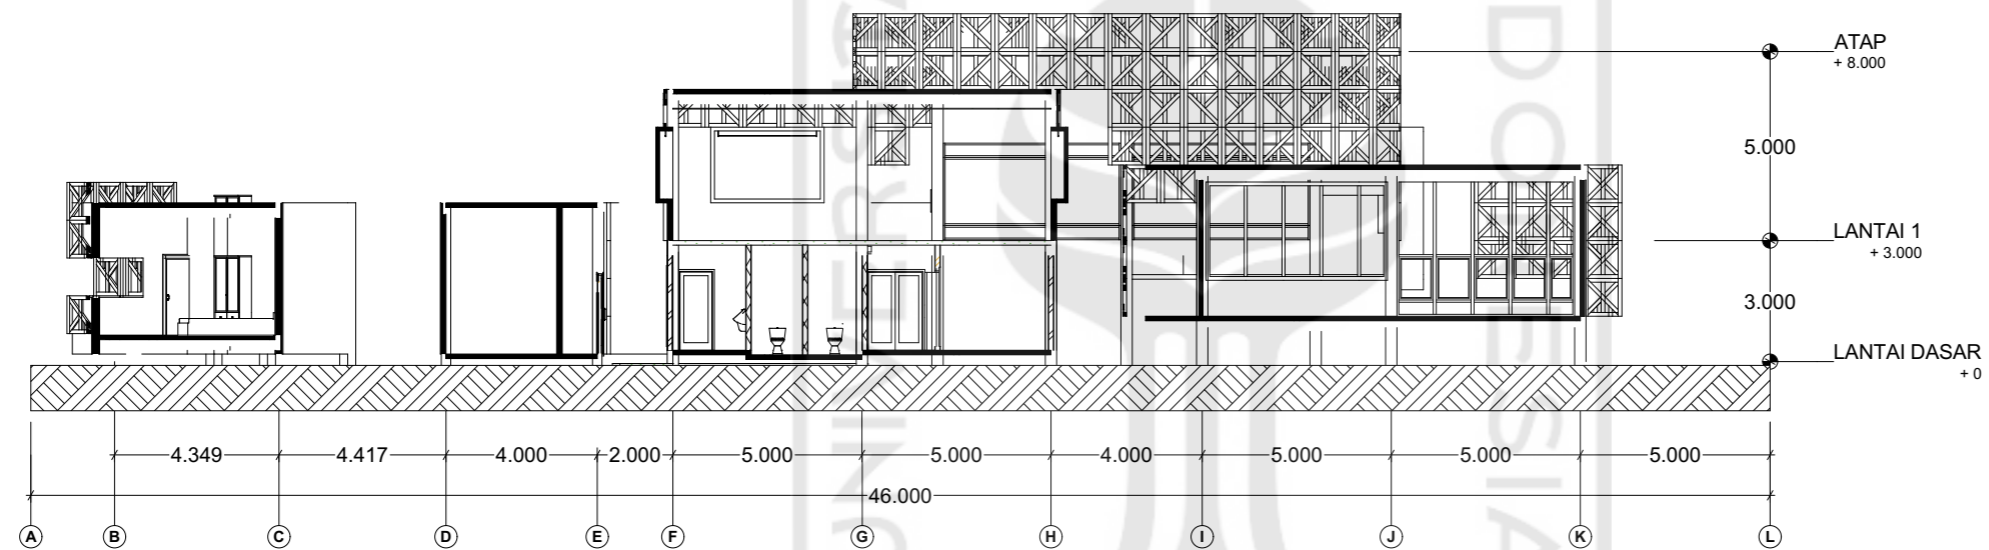 ATAP
+ 8.000
5.000
LANTAI 1
+ 3.000
3.000
LANTAI DASAR
+ 0
4.349 4.417 4.000 2.000 5.000 5.000 4.000 5.000 5.000 5.000
46.000
A B C D E F G H I J K L